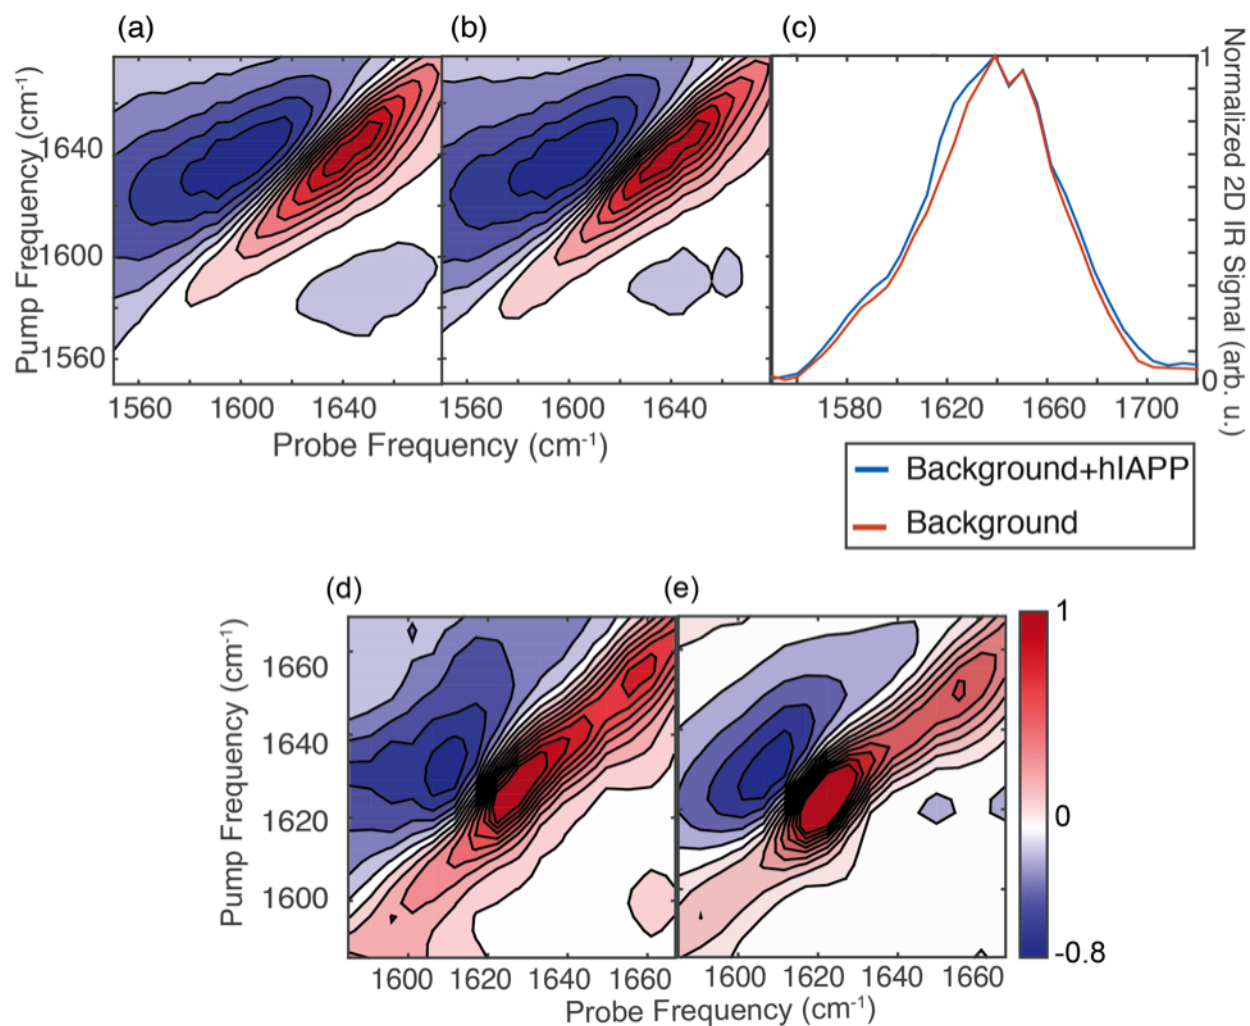 (a)
(b)
(c)
Pump Frequency (cm-1)
1640
1600
1560
1560
1600
1640
1560
1600
1640
Probe Frequency (cm-1)
1
0
Normalized 2D IR Signal (arb. u.)
1580
1620
1660
1700
Background+hIAPP
Background
(d)
(e)
Pump Frequency (cm-1)
1660
1640
1620
1600
1600
1620
1640
1660
1600
1620
1640
1660
Probe Frequency (cm-1)
1
0
-0.8